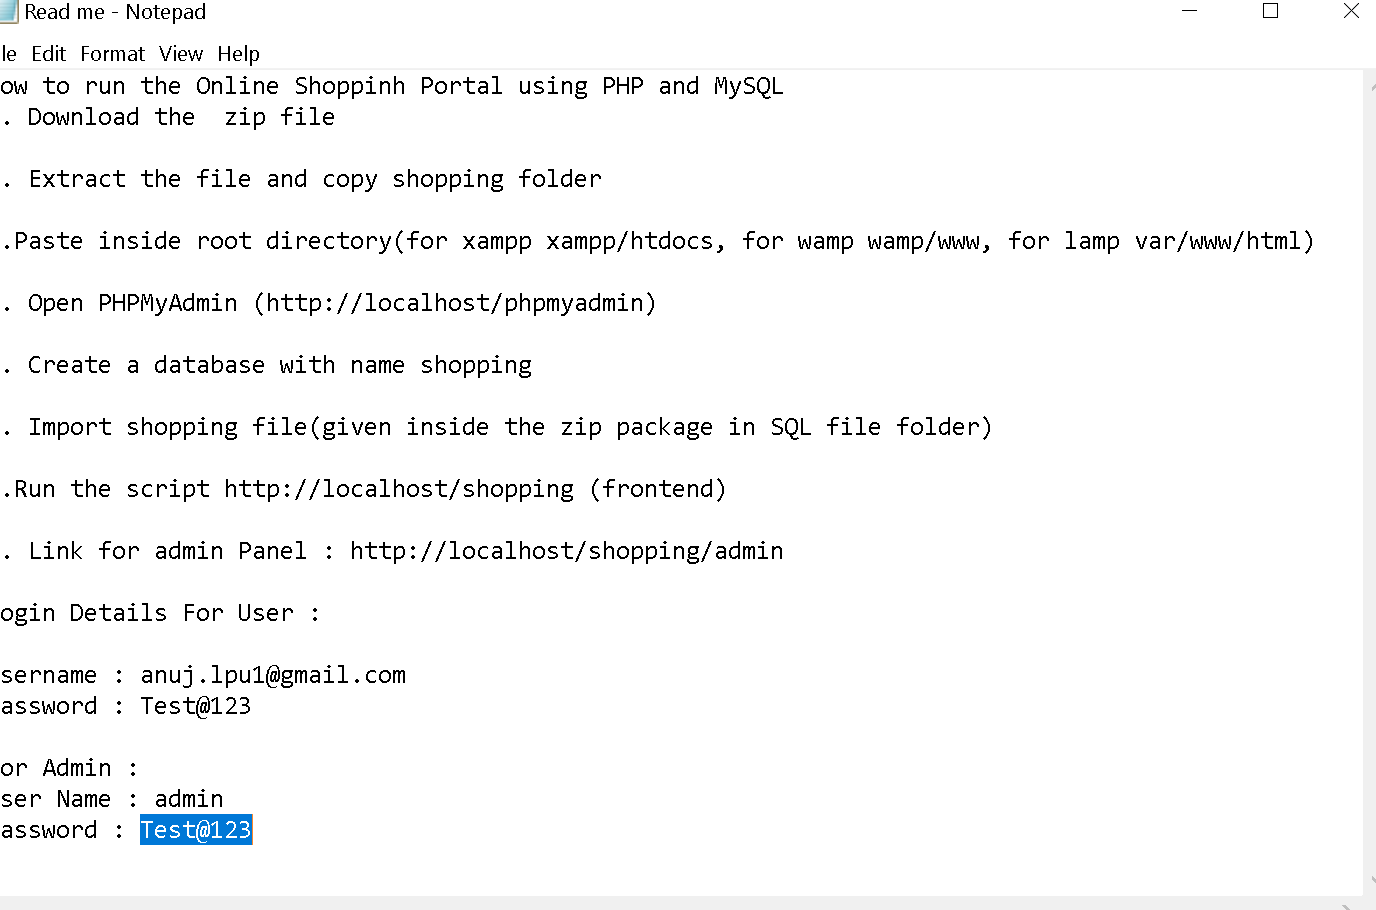 Read me - Notepad
le Edit Format View Help
ow to run the Online Shoppinh Portal using PHP and MySQL
. Download the  zip file
. Extract the file and copy shopping folder
.Paste inside root directory(for xampp xampp/htdocs, for wamp wamp/www, for lamp var/www/html)
. Open PHPMyAdmin (http://localhost/phpmyadmin)
. Create a database with name shopping
. Import shopping file(given inside the zip package in SQL file folder)
.Run the script http://localhost/shopping (frontend)
. Link for admin Panel : http://localhost/shopping/admin
ogin Details For User :
sername : anuj.lpu1@gmail.com
assword : Test@123
or Admin :
ser Name : admin
assword : Test@123